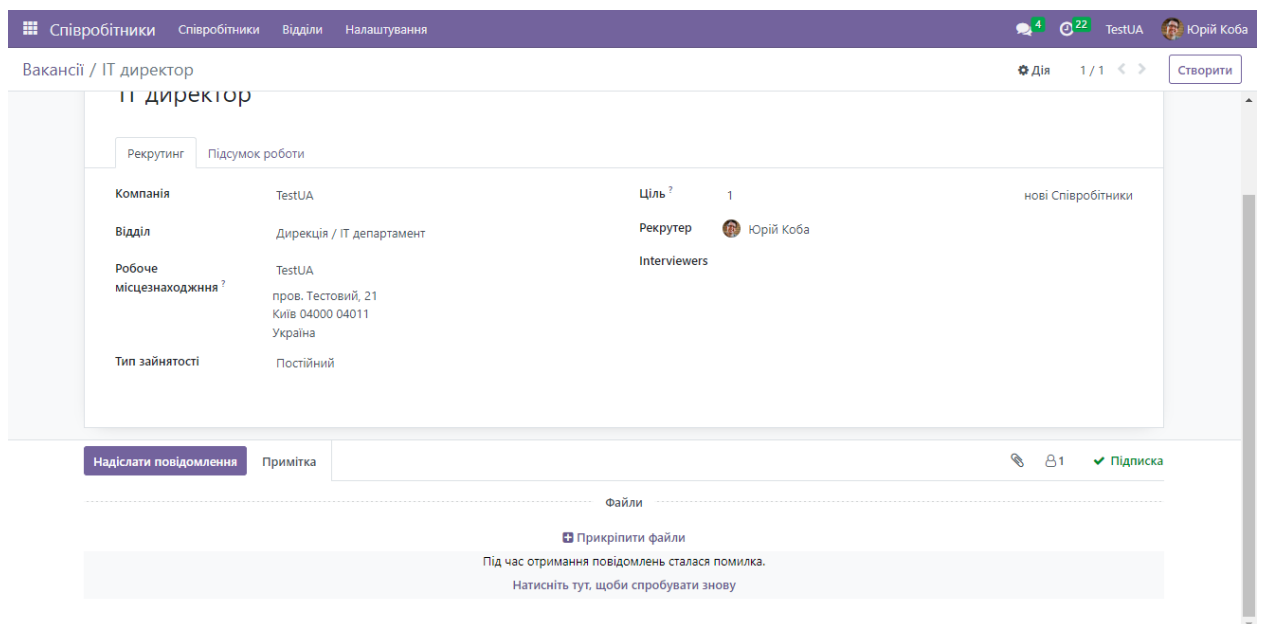 Співробітники Співробітники Відділи Налаштування 4 22 TestUA Юрій Коба
Вакансії / IT директор Дія 1 / 1 Створити
IT директор
Рекрутинг Підсумок роботи
Компанія TestUA Ціль ? 1 нові Співробітники
Відділ Дирекція / IT департамент Рекрутер Юрій Коба
Робоче місцезнаходження ? TestUA Interviewers
пров. Тестовий, 21
Київ 04000 04011
Україна
Тип зайнятості Постійний
Надіслати повідомлення Примітка 1 Підписка
Файли
Прикріпити файли
Під час отримання повідомлень сталася помилка.
Натисніть тут, щоби спробувати знову